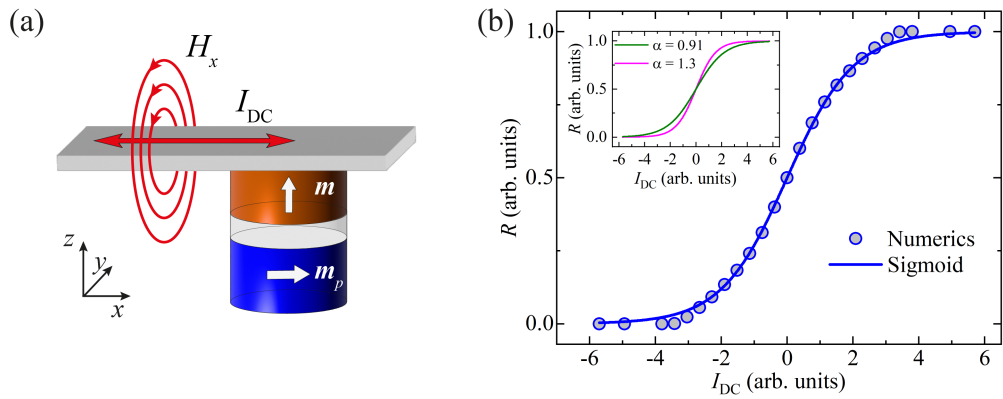 (a)
H_x
I_DC
m
m_p
z
y
x
(b)
1.0
0.5
0.0
R (arb. units)
-6 -4 -2 0 2 4 6
I_DC (arb. units)
Numerics
Sigmoid
α = 0.91
α = 1.3
1.0
0.5
0.0
R (arb. units)
-6 -4 -2 0 2 4 6
I_DC (arb. units)